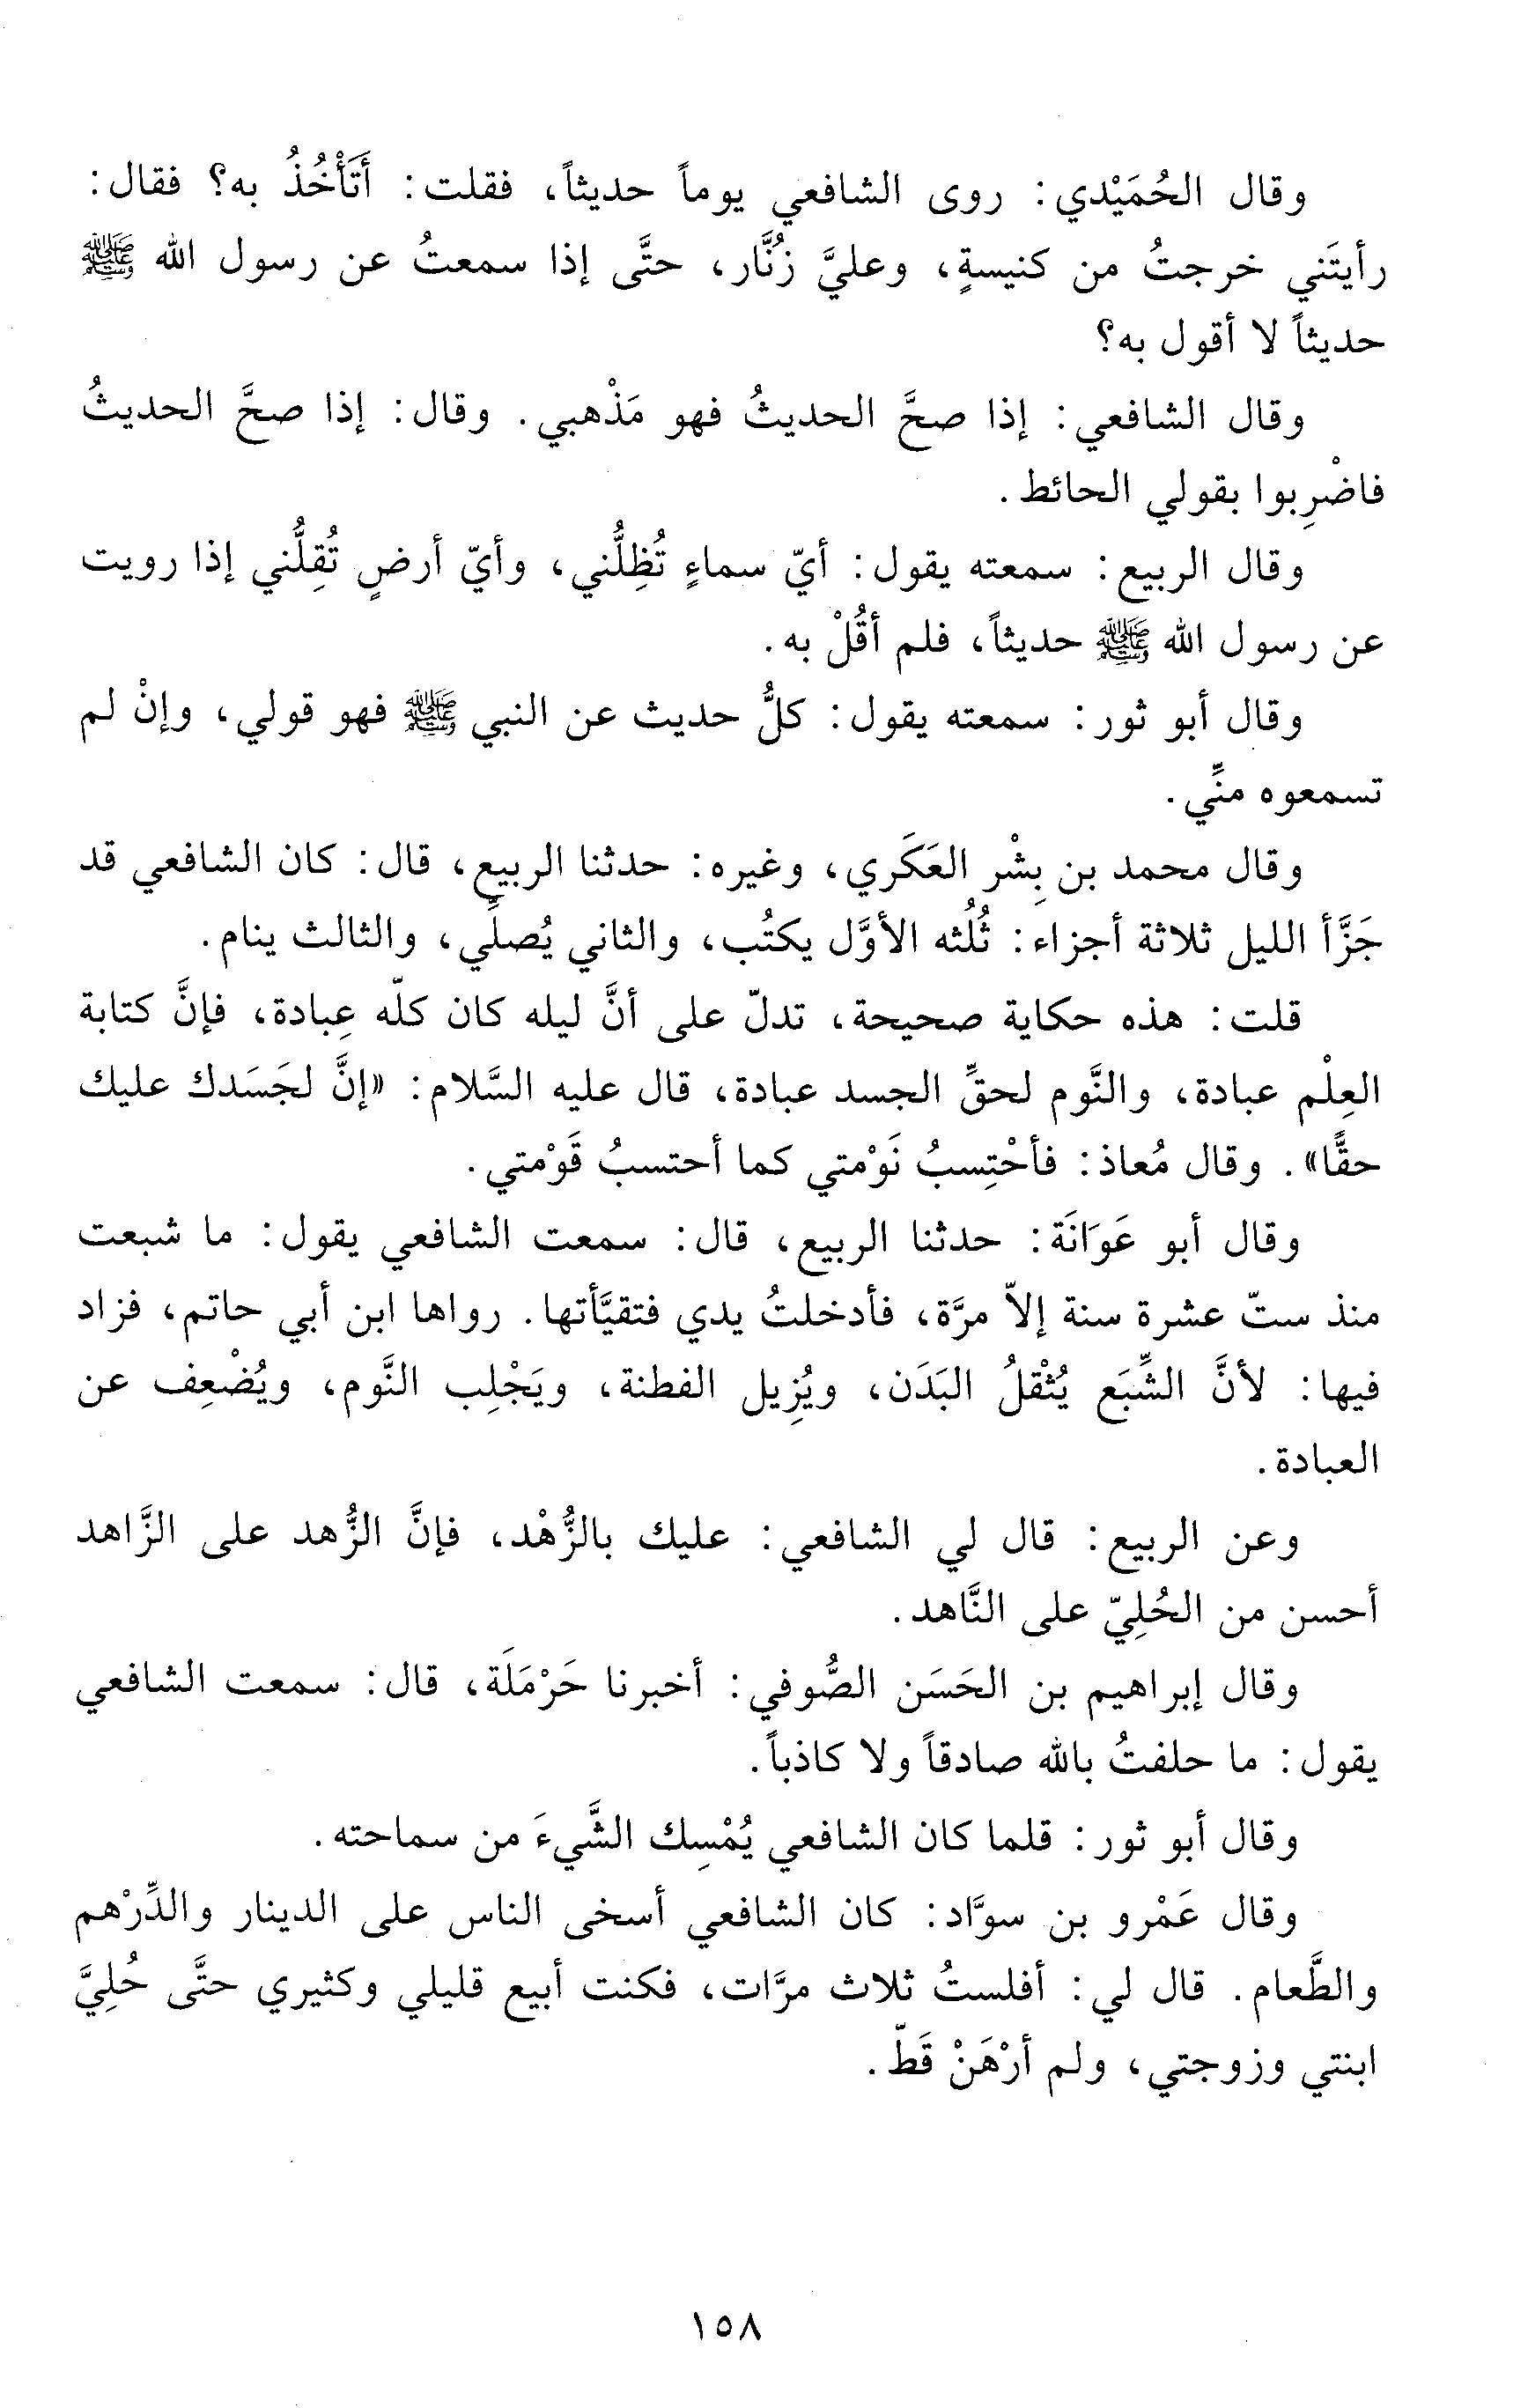 وقال الحُمَيْدي: روى الشافعي يوماً حديثاً، فقلت: أَتَأْخُذُ به؟ فقال:
رأيتَني خرجتُ من كنيسةٍ، وعليَّ زُنَّار، حتَّى إذا سمعتُ عن رسول الله ﷺ
حديثاً لا أقول به؟
وقال الشافعي: إذا صحَّ الحديثُ فهو مَذْهبي. وقال: إذا صحَّ الحديثُ
فاضْرِبوا بقولي الحائط.
وقال الربيع: سمعته يقول: أيّ سماءٍ تُظِلُّني، وأيّ أرضٍ تُقِلُّني إذا رويت
عن رسول الله ﷺ حديثاً، فلم أقُلْ به.
وقال أبو ثور: سمعته يقول: كلُّ حديث عن النبي ﷺ فهو قولي، وإنْ لم
تسمعوه منِّي.
وقال محمد بن بِشْر العَكَري، وغيره: حدثنا الربيع، قال: كان الشافعي قد
جَزَّأ الليل ثلاثة أجزاء: ثُلُثه الأوَّل يكتُب، والثاني يُصلِّي، والثالث ينام.
قلت: هذه حكاية صحيحة، تدلّ على أنَّ ليله كان كلّه عِبادة، فإنَّ كتابة
العِلْم عبادة، والنَّوم لحقِّ الجسد عبادة، قال عليه السَّلام: «إنَّ لجَسَدك عليك
حقًّا». وقال مُعاذ: فأحْتِسبُ نَوْمتي كما أحتسبُ قَوْمتي.
وقال أبو عَوَانَة: حدثنا الربيع، قال: سمعت الشافعي يقول: ما شبعت
منذ ستّ عشرة سنة إلاّ مرَّة، فأدخلتُ يدي فتقيَّأتها. رواها ابن أبي حاتم، فزاد
فيها: لأنَّ الشِّبَع يُثْقلُ البَدَن، ويُزِيل الفطنة، ويَجْلِب النَّوم، ويُضْعِف عن
العبادة.
وعن الربيع: قال لي الشافعي: عليك بالزُّهْد، فإنَّ الزُّهد على الزَّاهد
أحسن من الحُلِيّ على النَّاهد.
وقال إبراهيم بن الحَسَن الصُّوفي: أخبرنا حَرْمَلَة، قال: سمعت الشافعي
يقول: ما حلفتُ بالله صادقاً ولا كاذباً.
وقال أبو ثور: قلما كان الشافعي يُمْسِك الشَّيءَ من سماحته.
وقال عَمْرو بن سوَّاد: كان الشافعي أسخى الناس على الدينار والدِّرْهم
والطَّعام. قال لي: أفلستُ ثلاث مرَّات، فكنت أبيع قليلي وكثيري حتَّى حُلِيَّ
ابنتي وزوجتي، ولم أرْهَنْ قَطّ.
١٥٨